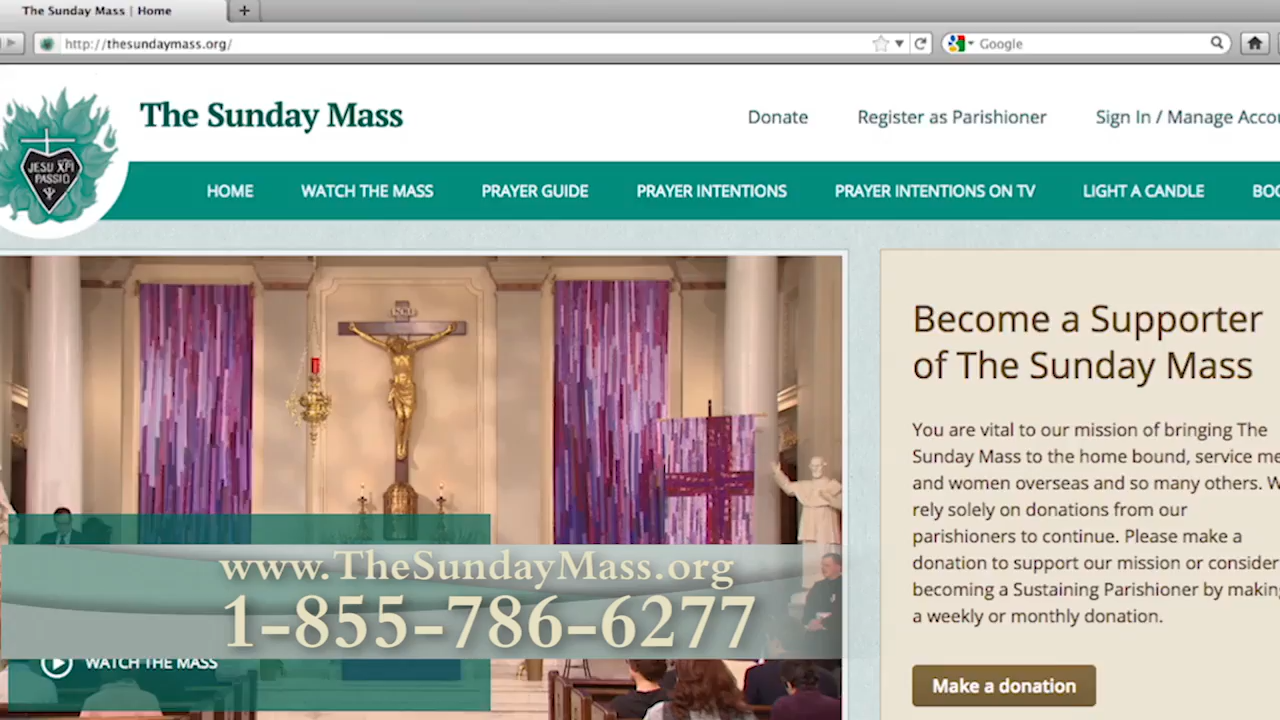 The Sunday Mass | Home
http://thesundaymass.org/
Google
JESU XPI
PASSIO
The Sunday Mass
Donate
Register as Parishioner
Sign In / Manage
HOME
WATCH THE MASS
PRAYER GUIDE
PRAYER INTENTIONS
PRAYER INTENTIONS ON TV
LIGHT A CANDLE
INRI
Become a Supporter
of The Sunday Mass
You are vital to our mission of bringing The
Sunday Mass to the home bound, service
and women overseas and so many others.
rely solely on donations from our
parishioners to continue. Please make a
donation to support our mission or consider
becoming a Sustaining Parishioner by
a weekly or monthly donation.
Make a donation
www.TheSundayMass.org
1-855-786-6277
WATCH THE MASS